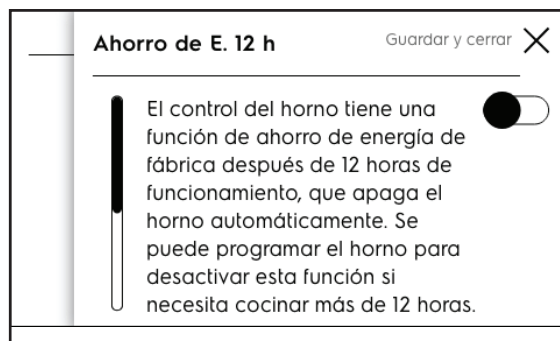 Ahorro de E. 12 h
Guardar y cerrar
El control del horno tiene una
función de ahorro de energía de
fábrica después de 12 horas de
funcionamiento, que apaga el
horno automáticamente. Se
puede programar el horno para
desactivar esta función si
necesita cocinar más de 12 horas.